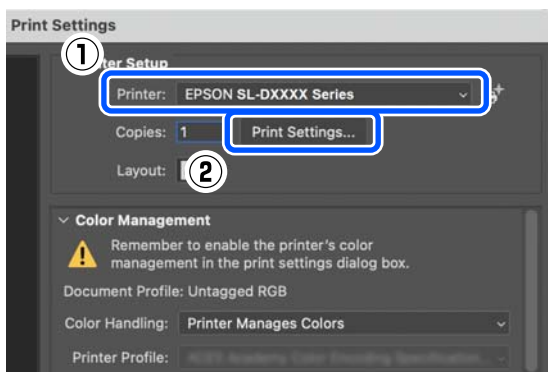 Print Settings
①
Printer Setup
Printer: EPSON SL-DXXXX Series
Copies: 1 Print Settings...
②
Layout:
Color Management
Remember to enable the printer's color
management in the print settings dialog box.
Document Profile: Untagged RGB
Color Handling: Printer Manages Colors
Printer Profile: